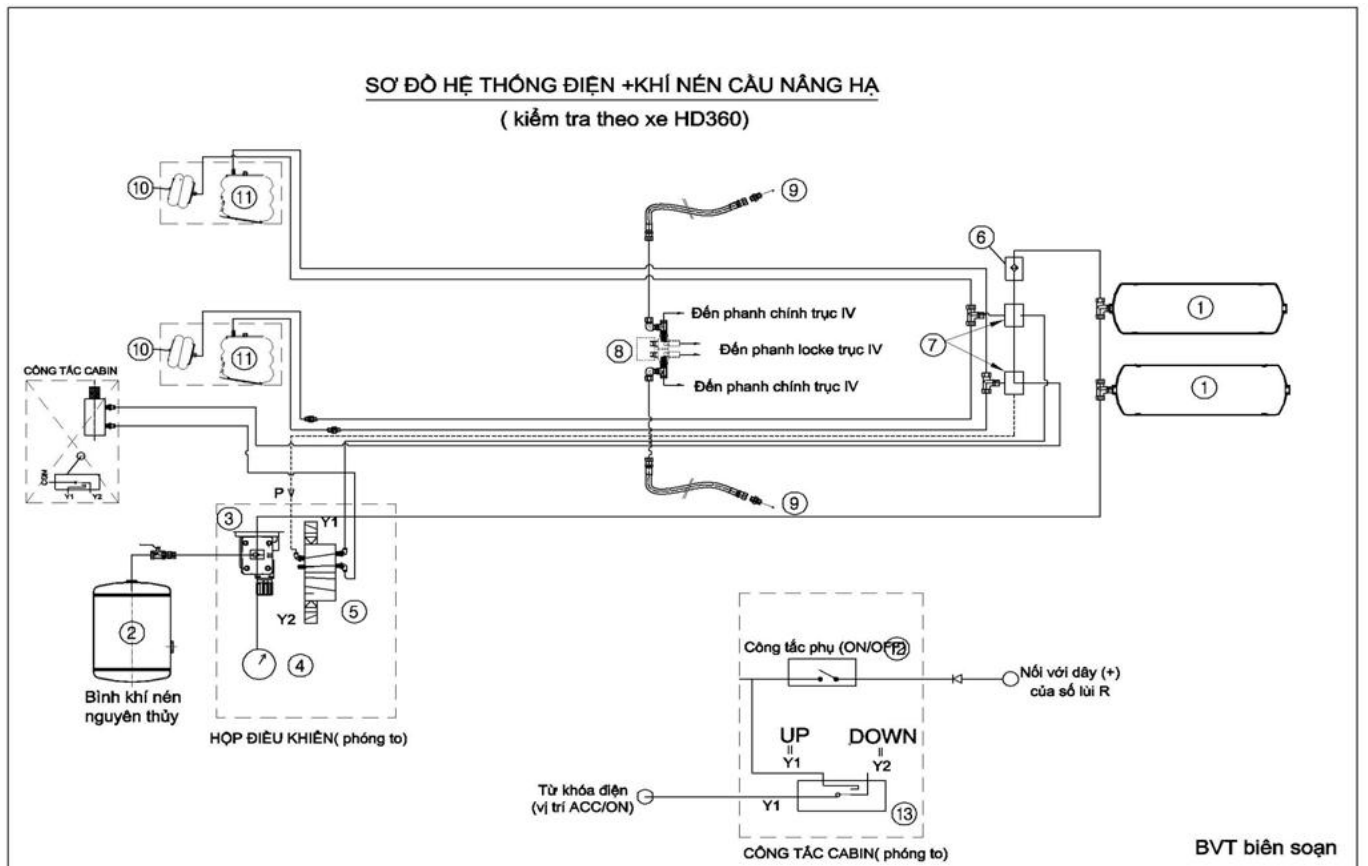 SƠ ĐỒ HỆ THỐNG ĐIỆN +KHÍ NÉN CẦU NÂNG HẠ
( kiểm tra theo xe HD360)
10
11
9
6
1
Đến phanh chính trục IV
8
Đến phanh locke trục IV
7
Đến phanh chính trục IV
10
11
1
CÔNG TẮC CABIN
Y1 Y2
P
9
3
Y1
Y2
5
2
4
Bình khí nén
nguyên thủy
HỘP ĐIỀU KHIỂN( phóng to)
Công tắc phụ (ON/OFF)
12
Nối với dây (+)
của số lùi R
UP
DOWN
Y1
Y2
Từ khóa điện
(vị trí ACC/ON)
Y1
13
CÔNG TẮC CABIN( phóng to)
BVT biên soạn